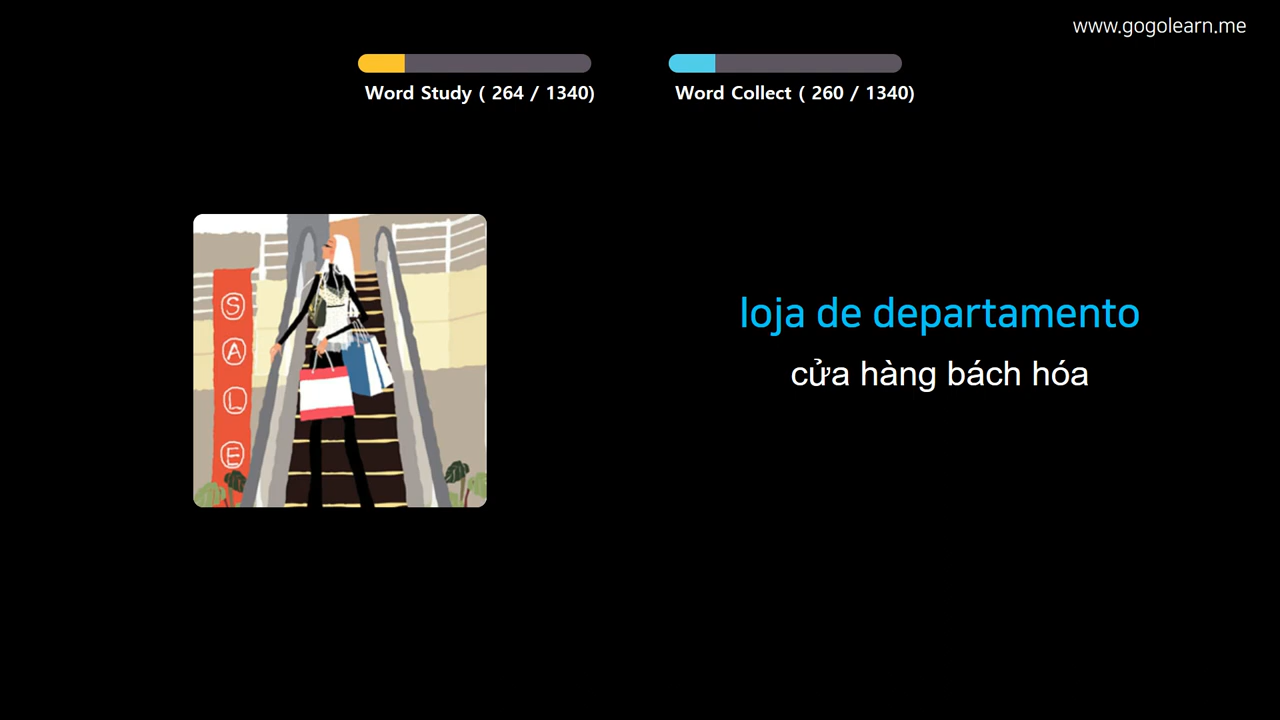 www.gogolearn.me
Word Study ( 264 / 1340)
Word Collect ( 260 / 1340)
SALE
loja de departamento
cửa hàng bách hóa